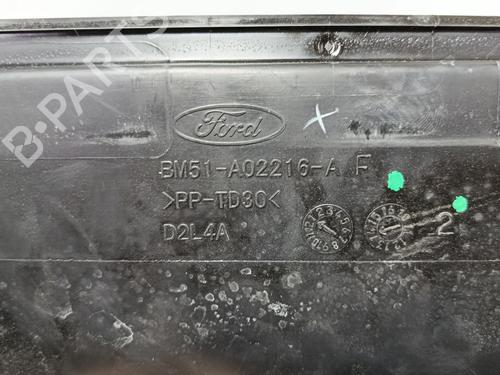 B-PARTS
Ford
BM51-A02216-A F
>PP-TD30<
D2L4A
2